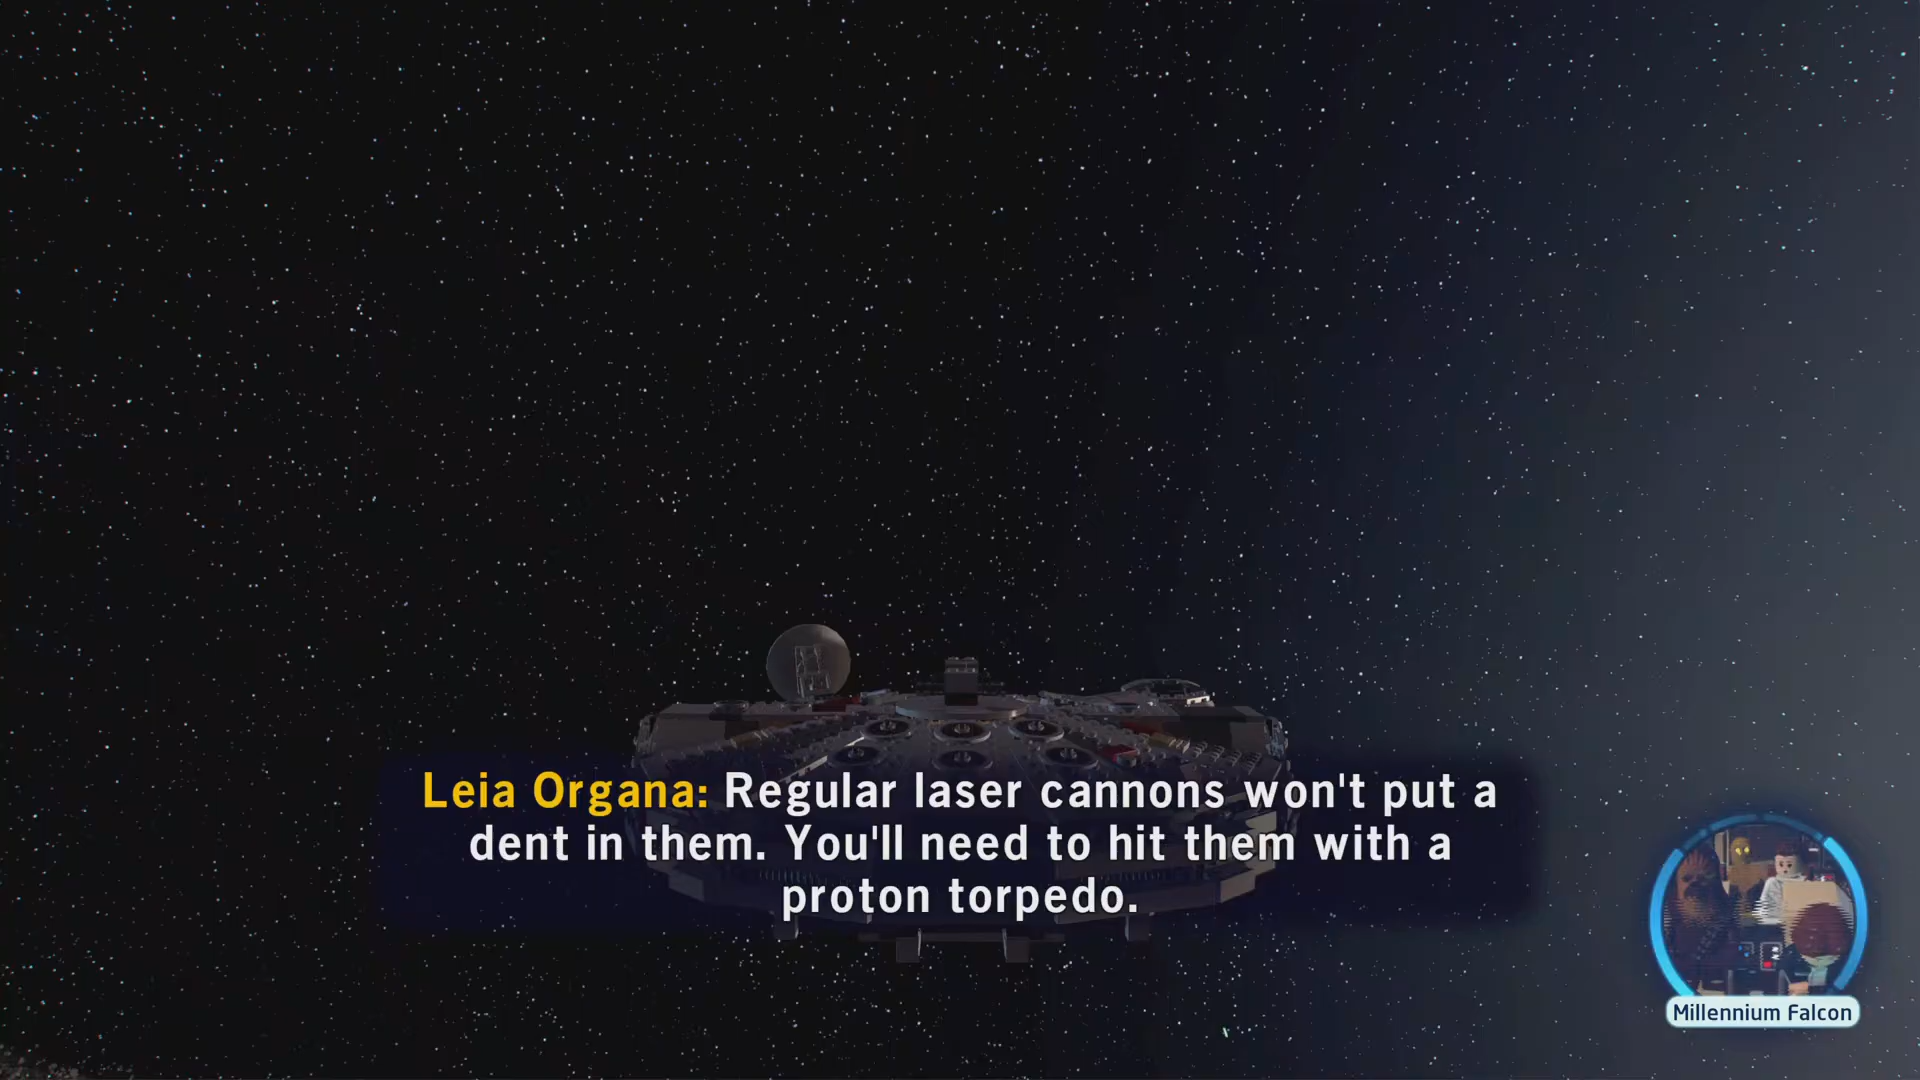 Leia Organa: Regular laser cannons won't put a
dent in them. You'll need to hit them with a
proton torpedo.
Millennium Falcon